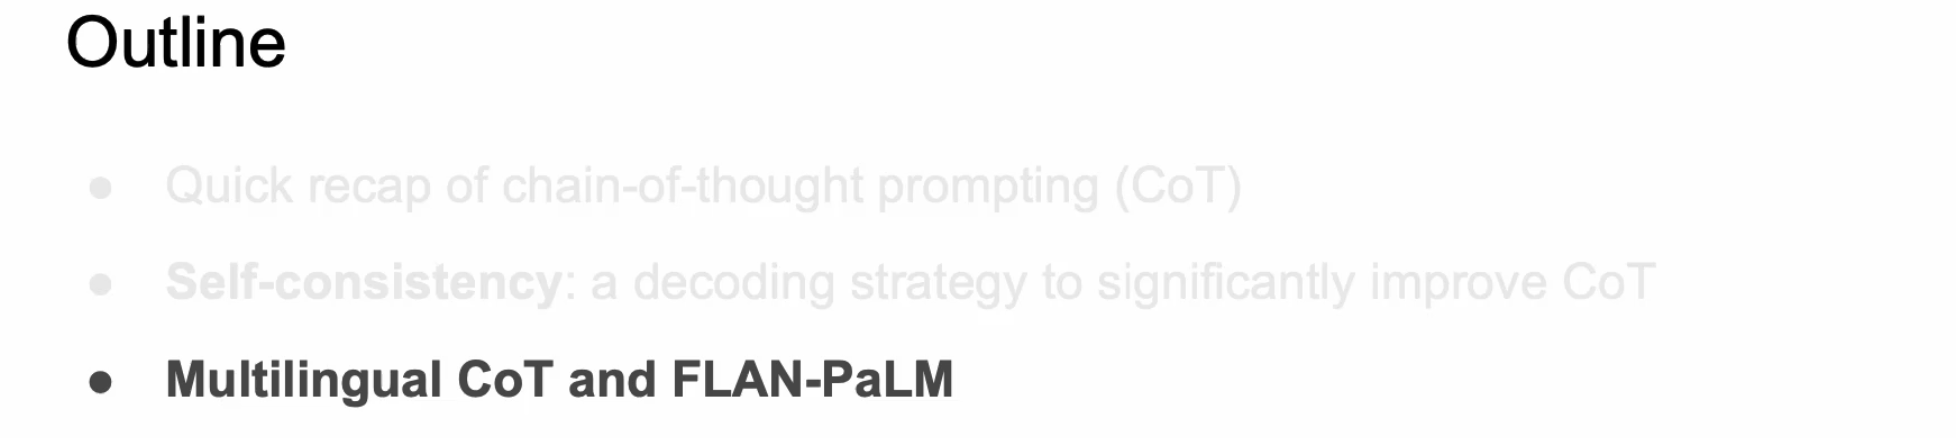 Outline
● Quick recap of chain-of-thought prompting (CoT)
● Self-consistency: a decoding strategy to significantly improve CoT
● Multilingual CoT and FLAN-PaLM